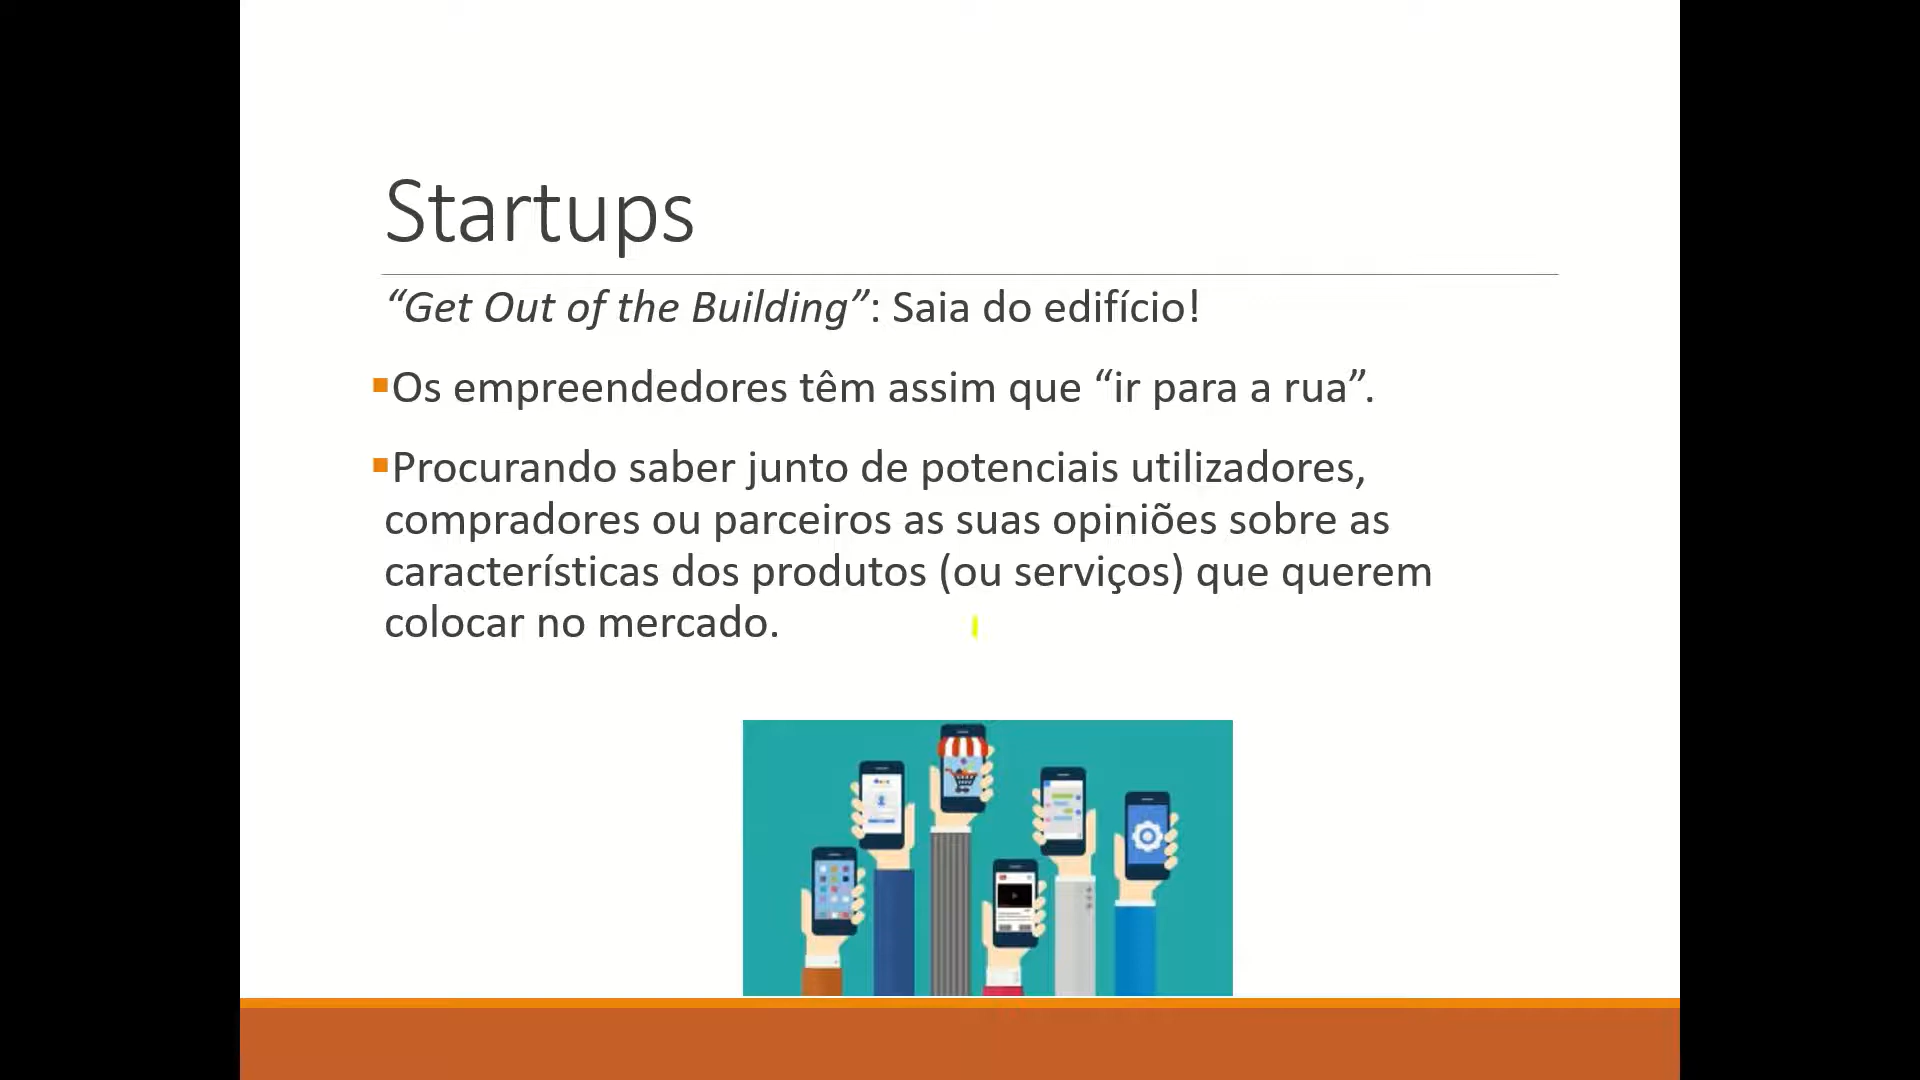 Startups
“Get Out of the Building”: Saia do edifício!
▪Os empreendedores têm assim que “ir para a rua”.
▪Procurando saber junto de potenciais utilizadores,
compradores ou parceiros as suas opiniões sobre as
características dos produtos (ou serviços) que querem
colocar no mercado.